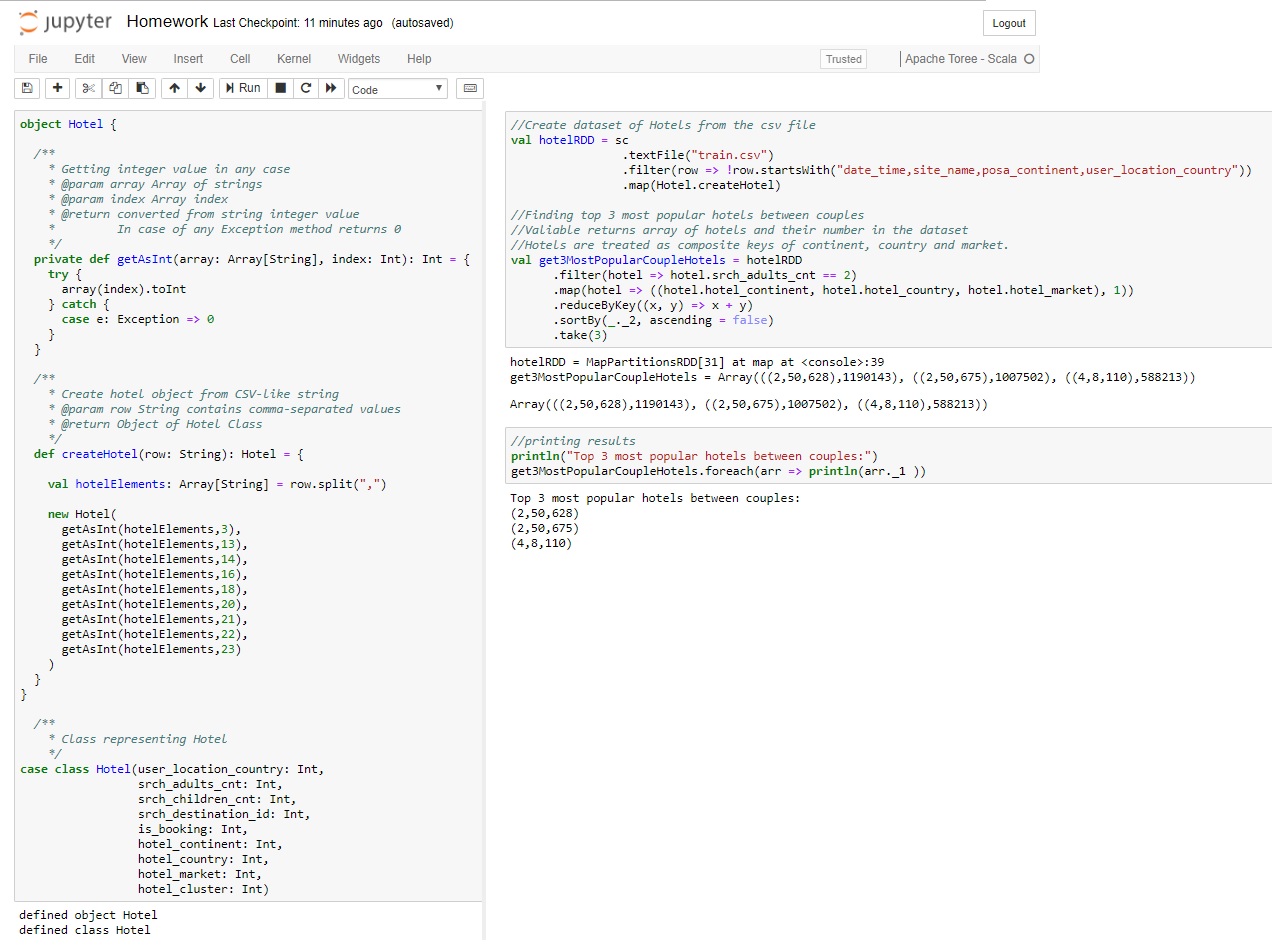 jupyter Homework Last Checkpoint: 11 minutes ago (autosaved)
Logout
File Edit View Insert Cell Kernel Widgets Help
Trusted
Apache Toree - Scala
Run
Code
object Hotel {
/**
* Getting integer value in any case
* @param array Array of strings
* @param index Array index
* @return converted from string integer value
* In case of any Exception method returns 0
*/
private def getAsInt(array: Array[String], index: Int): Int = {
try {
array(index).toInt
} catch {
case e: Exception => 0
}
}
/**
* Create hotel object from CSV-like string
* @param row String contains comma-separated values
* @return Object of Hotel Class
*/
def createHotel(row: String): Hotel = {
val hotelElements: Array[String] = row.split(",")
new Hotel(
getAsInt(hotelElements,3),
getAsInt(hotelElements,13),
getAsInt(hotelElements,14),
getAsInt(hotelElements,16),
getAsInt(hotelElements,18),
getAsInt(hotelElements,20),
getAsInt(hotelElements,21),
getAsInt(hotelElements,22),
getAsInt(hotelElements,23)
)
}
}
/**
* Class representing Hotel
*/
case class Hotel(user_location_country: Int,
srch_adults_cnt: Int,
srch_children_cnt: Int,
srch_destination_id: Int,
is_booking: Int,
hotel_continent: Int,
hotel_country: Int,
hotel_market: Int,
hotel_cluster: Int)
defined object Hotel
defined class Hotel
//Create dataset of Hotels from the csv file
val hotelRDD = sc
.textFile("train.csv")
.filter(row => !row.startsWith("date_time,site_name,posa_continent,user_location_country"))
.map(Hotel.createHotel)
//Finding top 3 most popular hotels between couples
//Valiable returns array of hotels and their number in the dataset
//Hotels are treated as composite keys of continent, country and market.
val get3MostPopularCoupleHotels = hotelRDD
.filter(hotel => hotel.srch_adults_cnt == 2)
.map(hotel => ((hotel.hotel_continent, hotel.hotel_country, hotel.hotel_market), 1))
.reduceByKey((x, y) => x + y)
.sortBy(_._2, ascending = false)
.take(3)
hotelRDD = MapPartitionsRDD[31] at map at <console>:39
get3MostPopularCoupleHotels = Array(((2,50,628),1190143), ((2,50,675),1007502), ((4,8,110),588213))
Array(((2,50,628),1190143), ((2,50,675),1007502), ((4,8,110),588213))
//printing results
println("Top 3 most popular hotels between couples:")
get3MostPopularCoupleHotels.foreach(arr => println(arr._1 ))
Top 3 most popular hotels between couples:
(2,50,628)
(2,50,675)
(4,8,110)